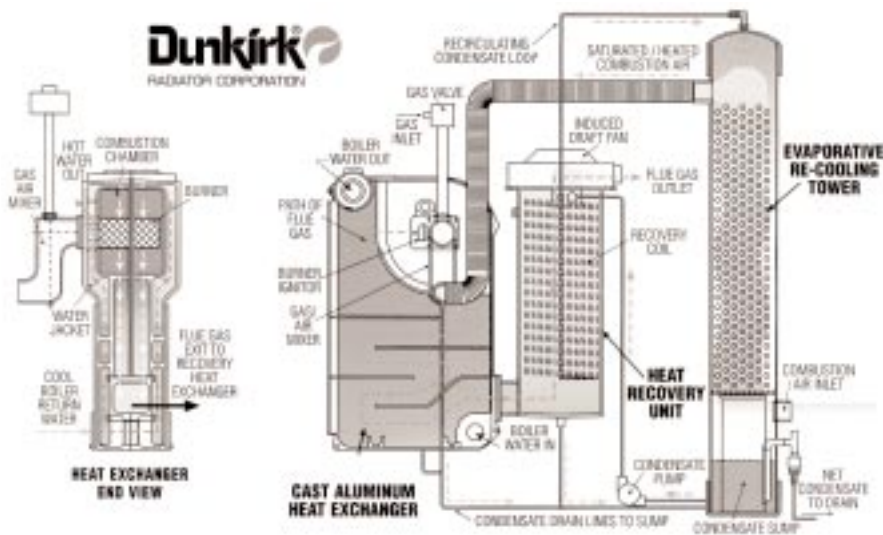 Dunkirk
RADIATOR CORPORATION
RECIRCULATING
CONDENSATE LOOP
SATURATED / HEATED
COMBUSTION AIR
GAS VALVE
GAS
INLET
INDUCED
DRAFT FAN
FLUE GAS
OUTLET
EVAPORATIVE
RE-COOLING
TOWER
BOILER
WATER OUT
PATH OF
FLUE
GAS
RECOVERY
COIL
BURNER
IGNITOR
GAS/
AIR
MIXER
HEAT
RECOVERY
UNIT
COMBUSTION
AIR INLET
BOILER
WATER IN
CONDENSATE
PUMP
CAST ALUMINUM
HEAT EXCHANGER
CONDENSATE DRAIN LINES TO SUMP
CONDENSATE SUMP
NET
CONDENSATE
TO DRAIN
GAS
AIR
MIXER
HOT
WATER
OUT
COMBUSTION
CHAMBER
BURNER
WATER
JACKET
FLUE GAS
EXIT TO
RECOVERY
HEAT
EXCHANGER
COOL
BOILER
RETURN
WATER
HEAT EXCHANGER
END VIEW